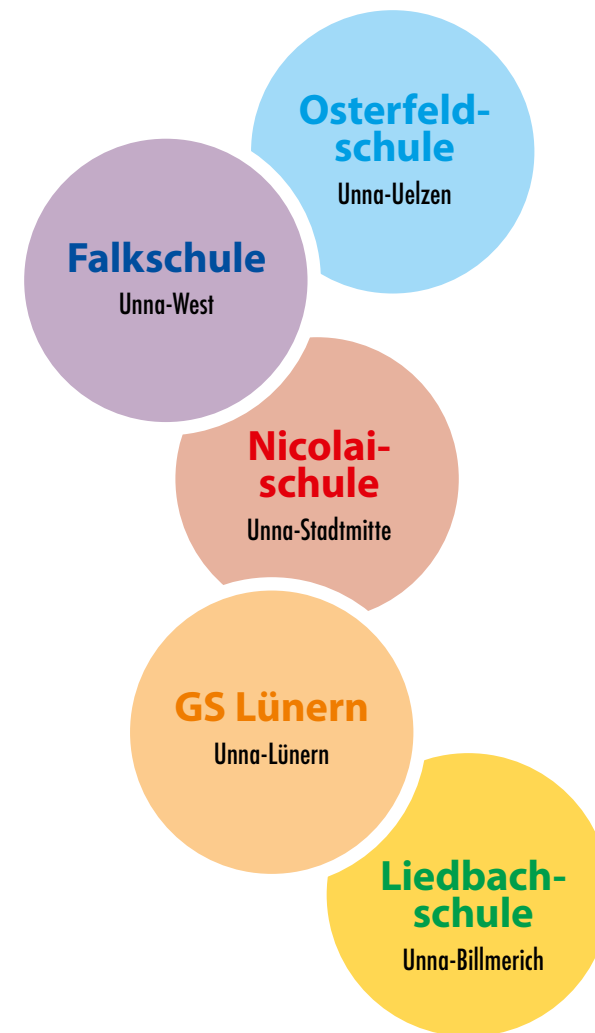 Osterfeld-
schule
Unna-Uelzen
Falkschule
Unna-West
Nicolai-
schule
Unna-Stadtmitte
GS Lünern
Unna-Lünern
Liedbach-
schule
Unna-Billmerich